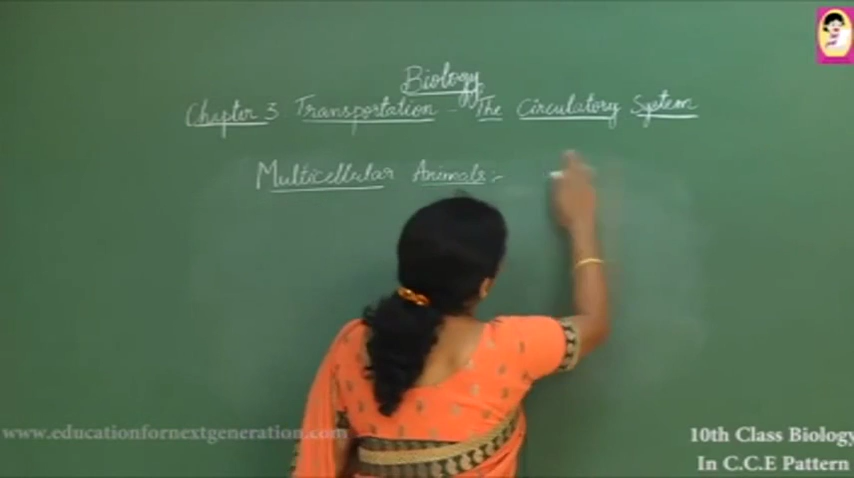 Biology
Chapter 3 Transportation - The Circulatory System
Multicellular Animals:-
www.educationfornextgeneration.com
10th Class Biology
In C.C.E Pattern